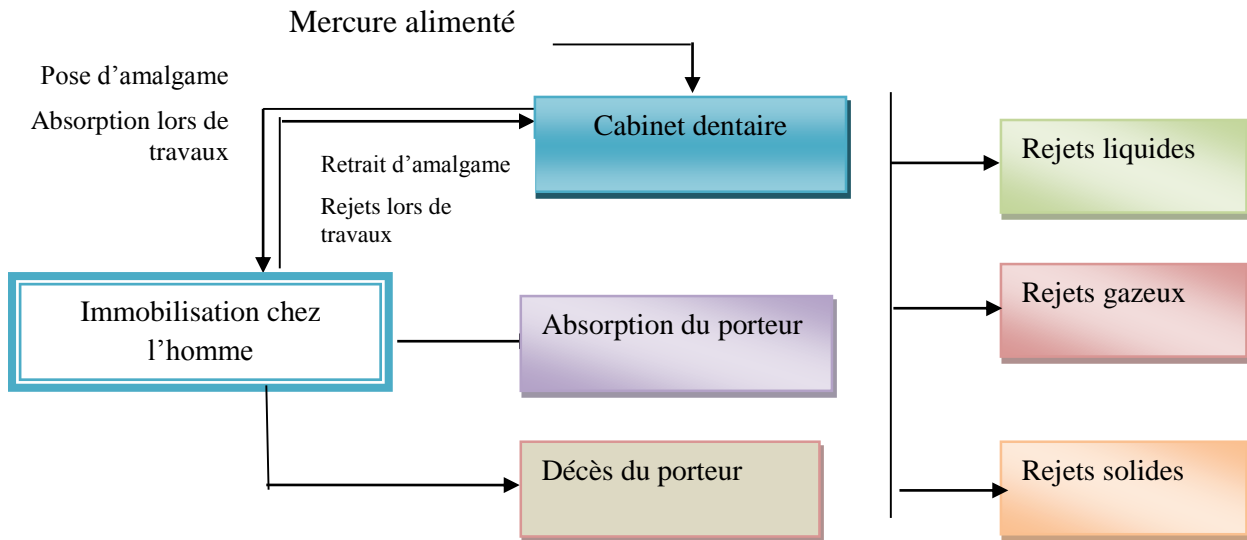 Mercure alimenté
Pose d’amalgame
Absorption lors de
travaux
Cabinet dentaire
Retrait d’amalgame
Rejets lors de
travaux
Rejets liquides
Immobilisation chez
l’homme
Absorption du porteur
Rejets gazeux
Décès du porteur
Rejets solides